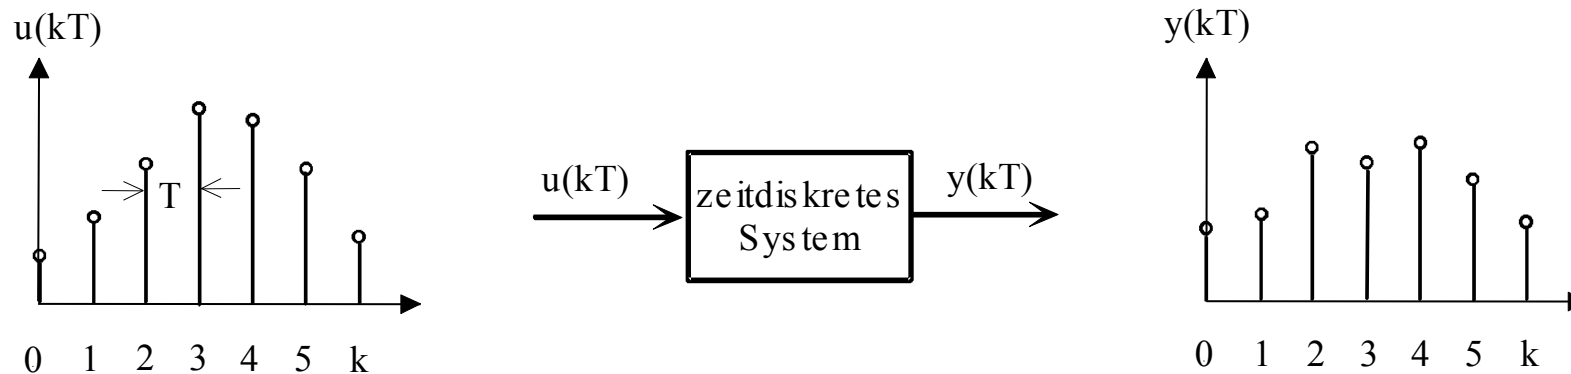 u(kT)
T
0 1 2 3 4 5 k
u(kT)
zeitdiskretes
System
y(kT)
y(kT)
0 1 2 3 4 5 k